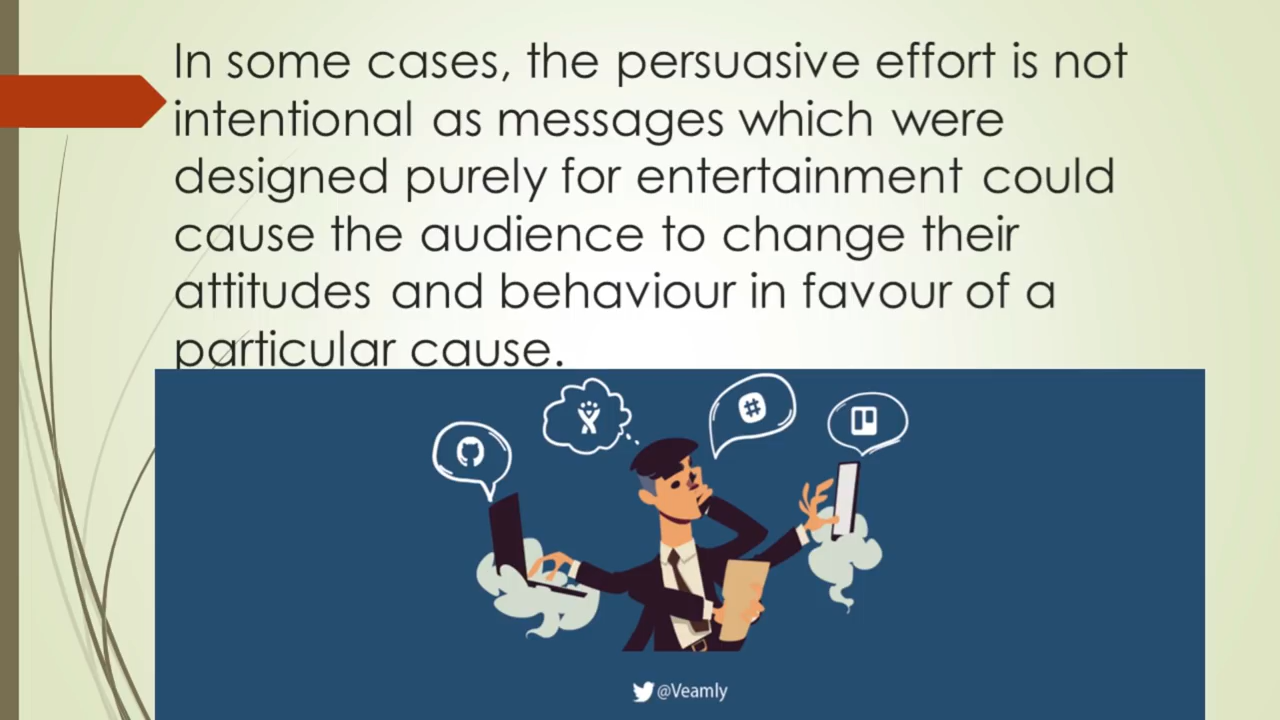 In some cases, the persuasive effort is not
intentional as messages which were
designed purely for entertainment could
cause the audience to change their
attitudes and behaviour in favour of a
particular cause.
@Veamly